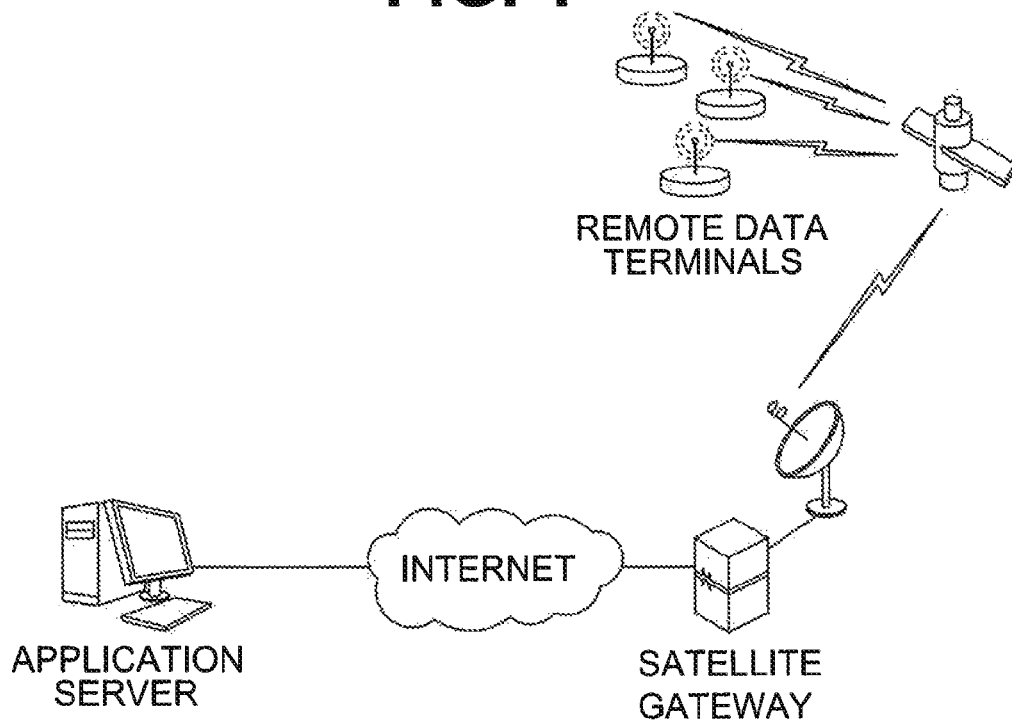 REMOTE DATA
TERMINALS
INTERNET
APPLICATION
SERVER
SATELLITE
GATEWAY